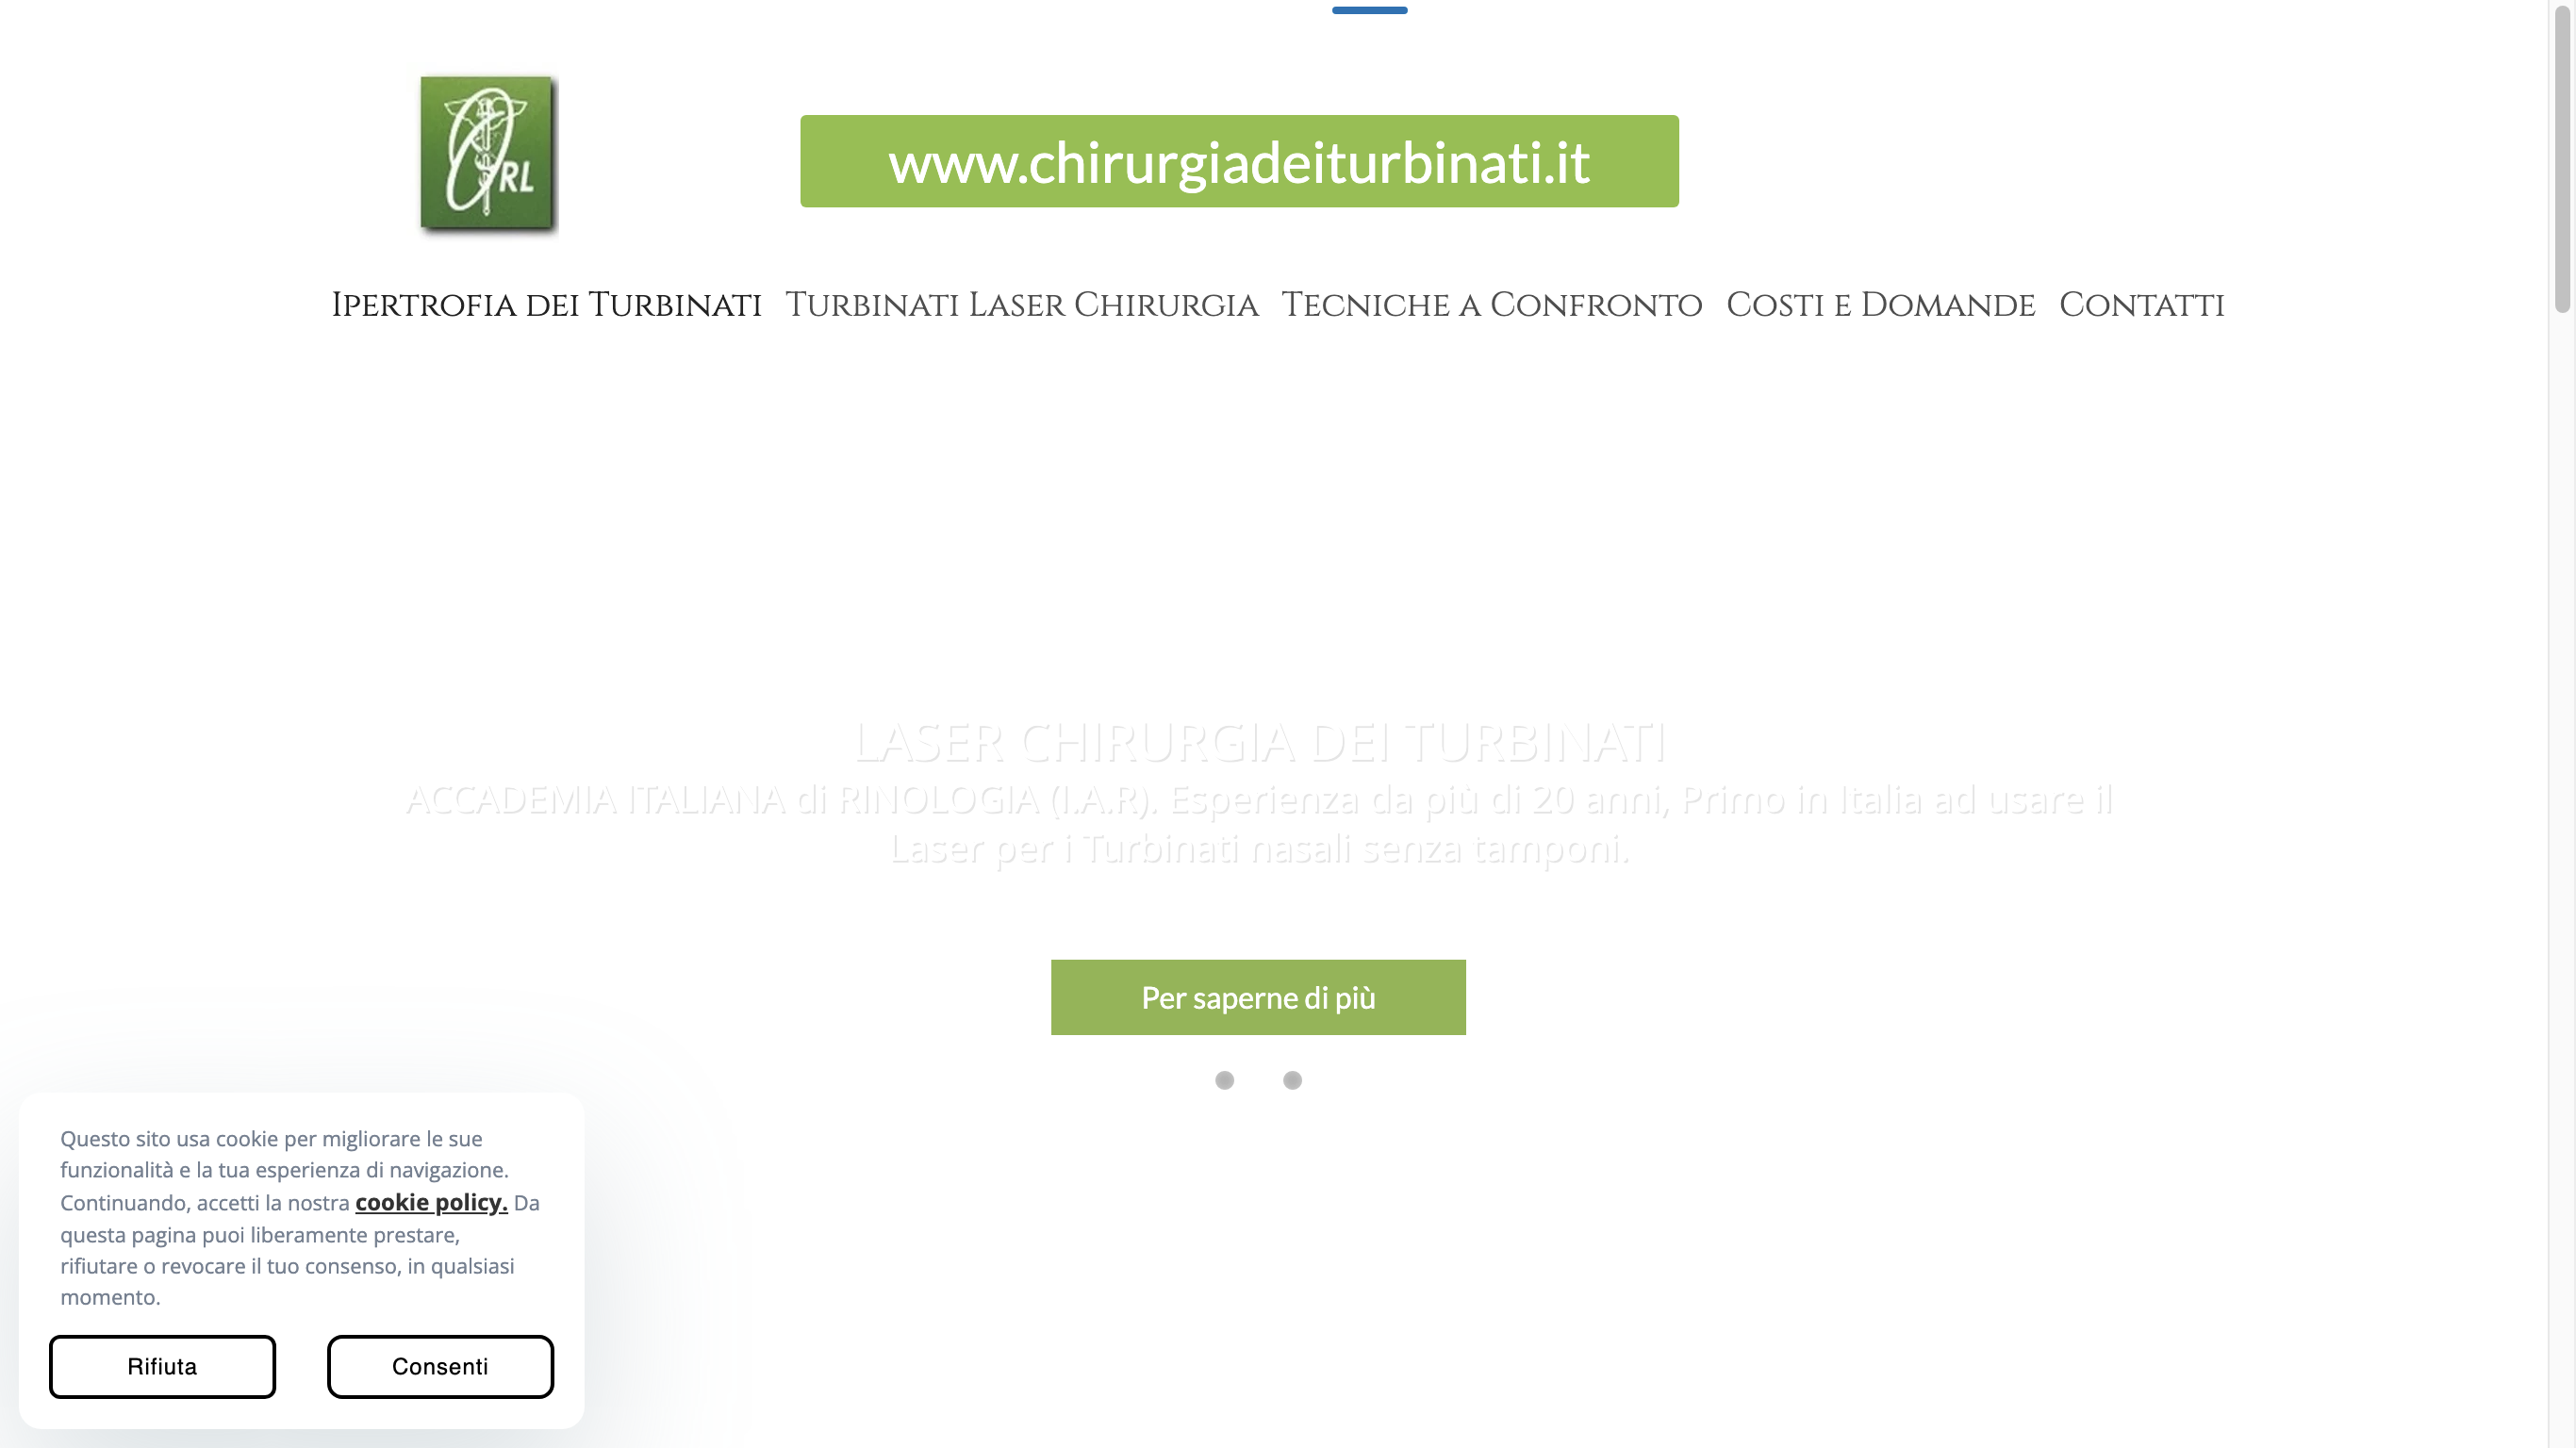 ORL
www.chirurgiadeiturbinati.it
Ipertrofia dei Turbinati Turbinati Laser Chirurgia Tecniche a Confronto Costi e Domande Contatti
LASER CHIRURGIA DEI TURBINATI
ACCADEMIA ITALIANA di RINOLOGIA (I.A.R). Esperienza da più di 20 anni, Primo in Italia ad usare il
Laser per i Turbinati nasali senza tamponi.
Per saperne di più
Questo sito usa cookie per migliorare le sue
funzionalità e la tua esperienza di navigazione.
Continuando, accetti la nostra cookie policy. Da
questa pagina puoi liberamente prestare,
rifiutare o revocare il tuo consenso, in qualsiasi
momento.
Rifiuta Consenti